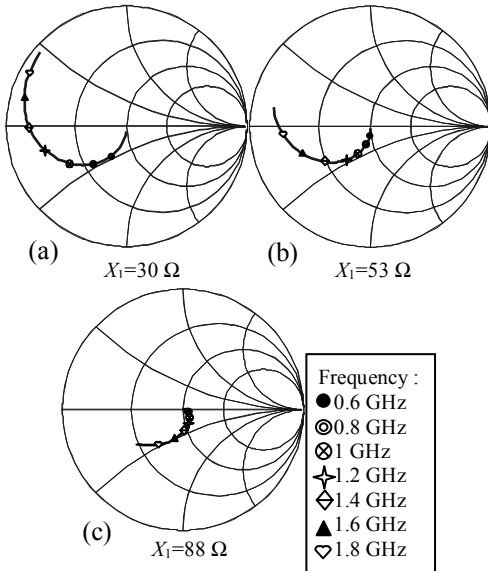 (a)
X₁=30 Ω
(b)
X₁=53 Ω
(c)
X₁=88 Ω
Frequency :
0.6 GHz
0.8 GHz
1 GHz
1.2 GHz
1.4 GHz
1.6 GHz
1.8 GHz